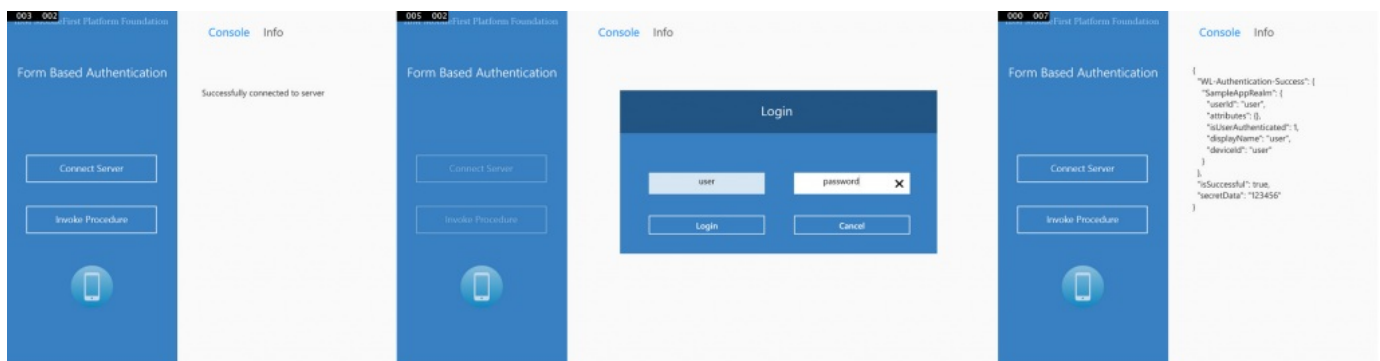 003 002
First Platform Foundation
Console Info
Form Based Authentication
Successfully connected to server
Connect Server
Invoke Procedure
005 002
First Platform Foundation
Console Info
Form Based Authentication
Login
Connect Server
user password
Invoke Procedure
Login Cancel
000 007
First Platform Foundation
Console Info
Form Based Authentication
Connect Server
Invoke Procedure
{
"WL-Authentication-Success": {
"SampleAppRealm": {
"userId": "user",
"attributes": {},
"isUserAuthenticated": 1,
"displayName": "user",
"deviceId": "user"
}
},
"isSuccessful": true,
"secretData": "123456"
}